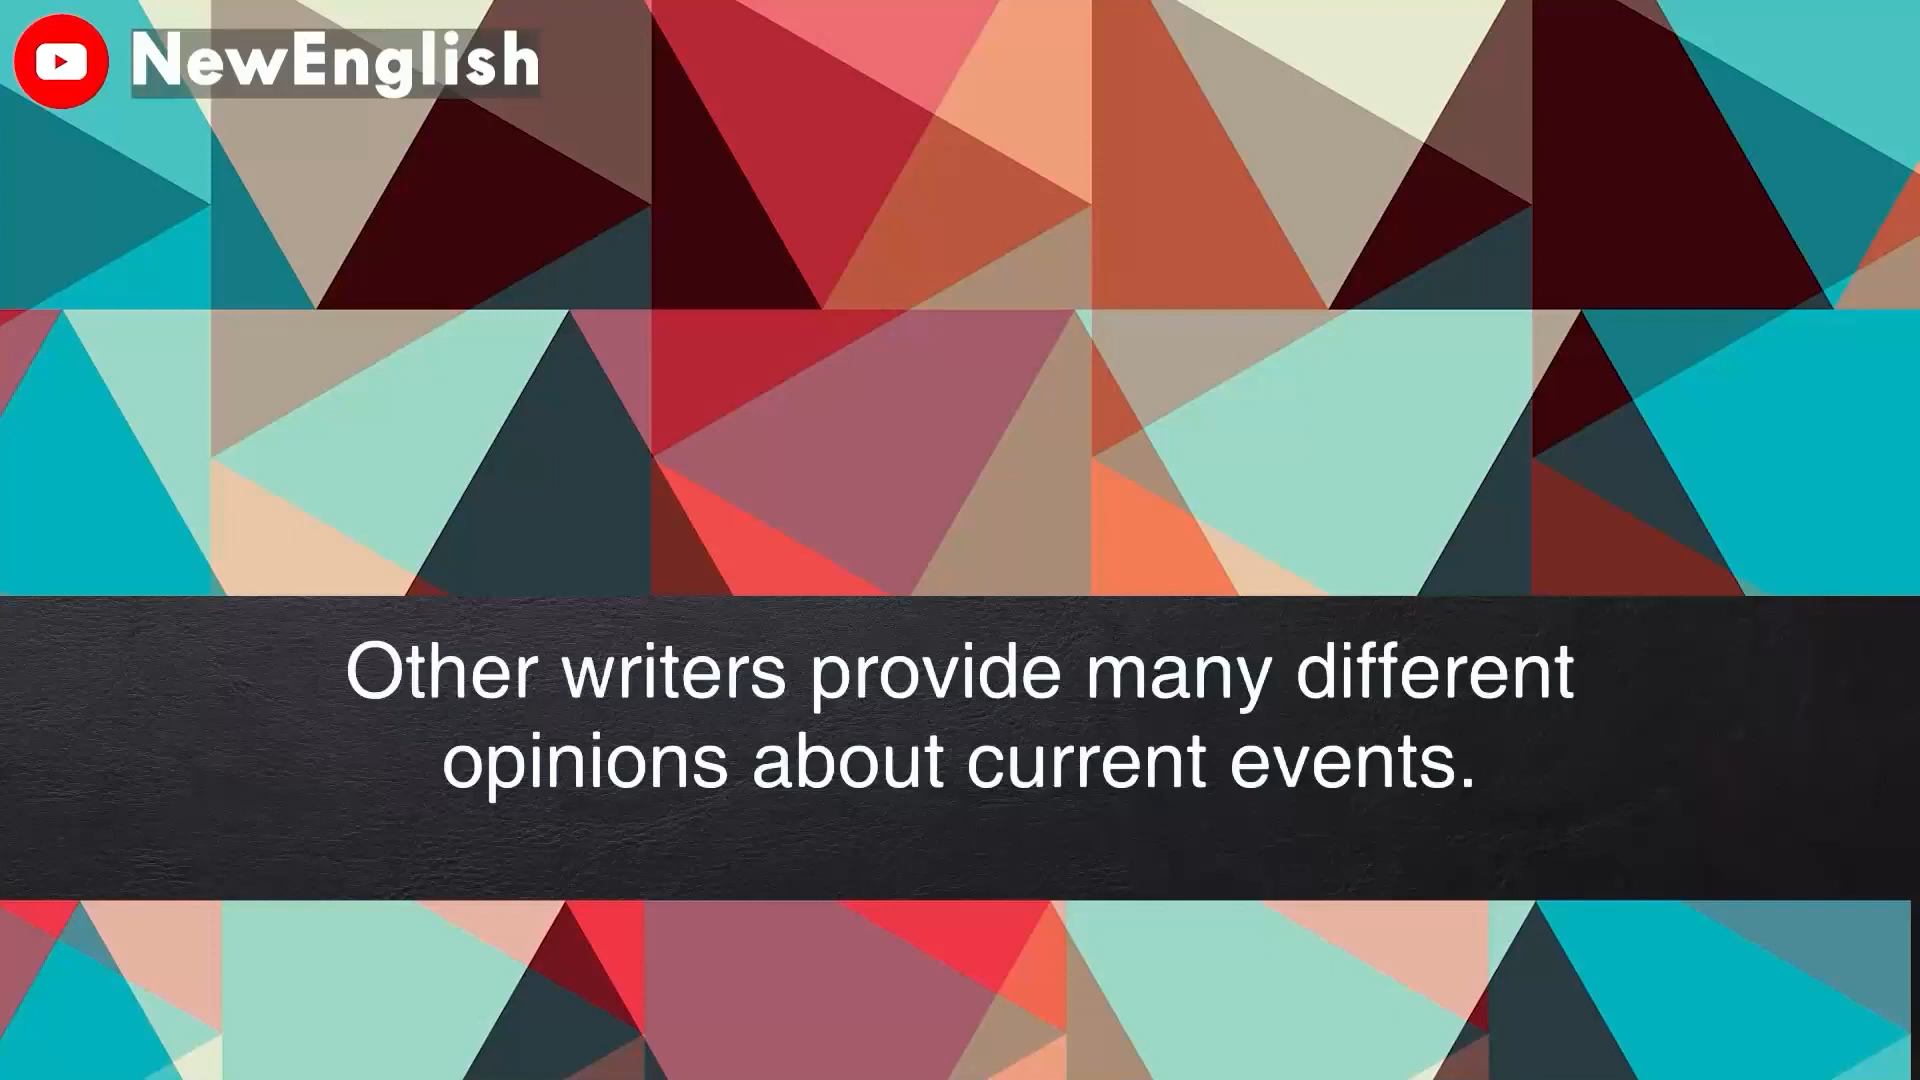 NewEnglish
Other writers provide many different
opinions about current events.